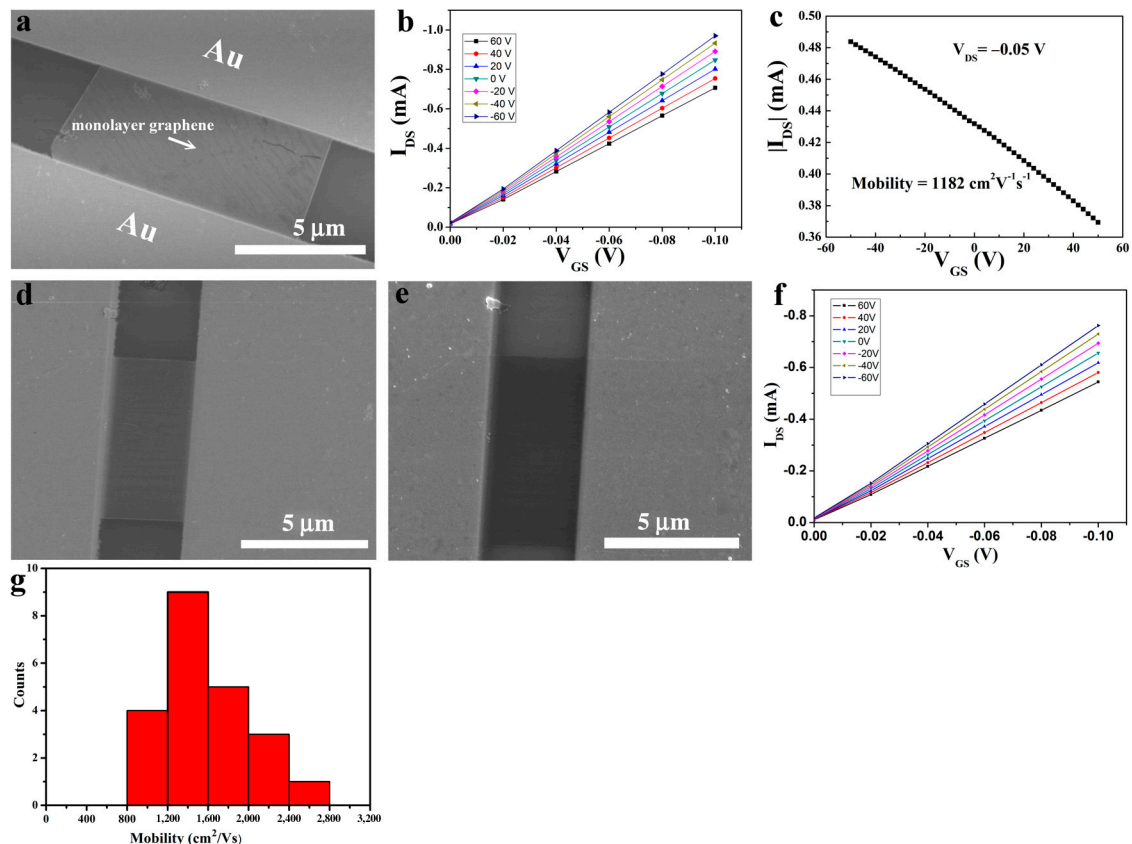 a
Au
monolayer graphene
Au
5 μm
b
-1.0
-0.8
-0.6
-0.4
-0.2
0.0
I_DS (mA)
60 V
40 V
20 V
0 V
-20 V
-40 V
-60 V
0.00 -0.02 -0.04 -0.06 -0.08 -0.10
V_GS (V)
c
0.50
0.48
0.46
0.44
0.42
0.40
0.38
0.36
|I_DS| (mA)
V_DS = –0.05 V
Mobility = 1182 cm²V⁻¹s⁻¹
-60 -40 -20 0 20 40 60
V_GS (V)
d
5 μm
e
5 μm
f
-0.8
-0.6
-0.4
-0.2
0.0
I_DS (mA)
60V
40V
20V
0V
-20V
-40V
-60V
0.00 -0.02 -0.04 -0.06 -0.08 -0.10
V_GS (V)
g
10
8
6
4
2
0
Counts
0 400 800 1,200 1,600 2,000 2,400 2,800 3,200
Mobility (cm²/Vs)